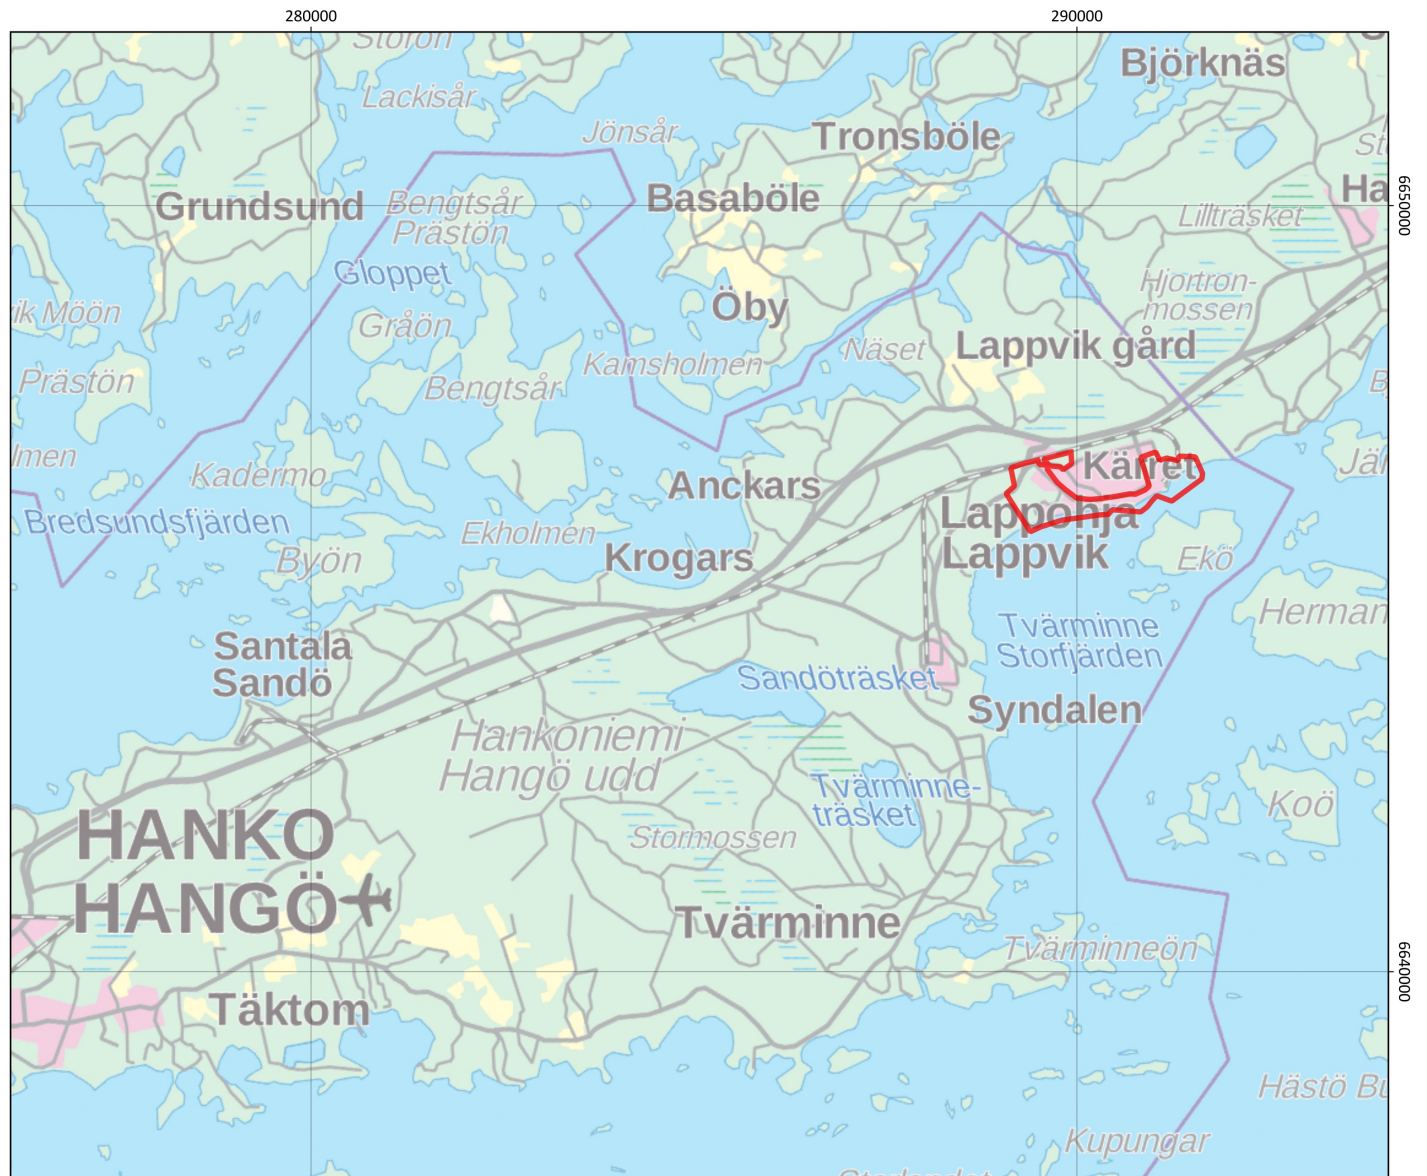 280000
290000
Storön
Björknäs
Lackisår
Jönsår
Tronsböle
Ha
6650000
Basaböle
Grundsund
Bengtsår
Prästön
Lillträsket
Gloppet
Hjortron-
mossen
Öby
ik Möön
Gråön
Näset
Lappvik gård
Kamsholmen
Prästön
Bengtsår
lmen
Kadermo
Kärret
Jär
Anckars
Lappohja
Lappvik
Bredsundsfjärden
Ekholmen
Byön
Krogars
Ekö
Herman
Tvärminne
Storfjärden
Santala
Sandö
Sandöträsket
Syndalen
Hankoniemi
Hangö udd
Tvärminne-
träsket
Koö
HANKO
HANGÖ
Stormossen
Tvärminne
Tvärminneön
6640000
Täktom
Hästö Bu
Kupungar